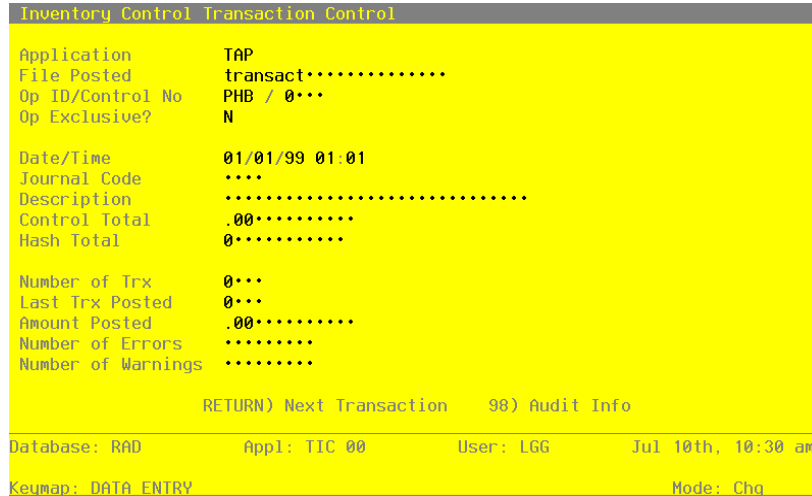 Inventory Control Transaction Control
Application TAP
File Posted transact··············
Op ID/Control No PHB / 0···
Op Exclusive? N
Date/Time 01/01/99 01:01
Journal Code ····
Description ······························
Control Total .00··········
Hash Total 0···········
Number of Trx 0···
Last Trx Posted 0···
Amount Posted .00··········
Number of Errors ·········
Number of Warnings ·········
RETURN) Next Transaction 98) Audit Info
Database: RAD Appl: TIC 00 User: LGG Jul 10th, 10:30 am
Keymap: DATA ENTRY Mode: Chg